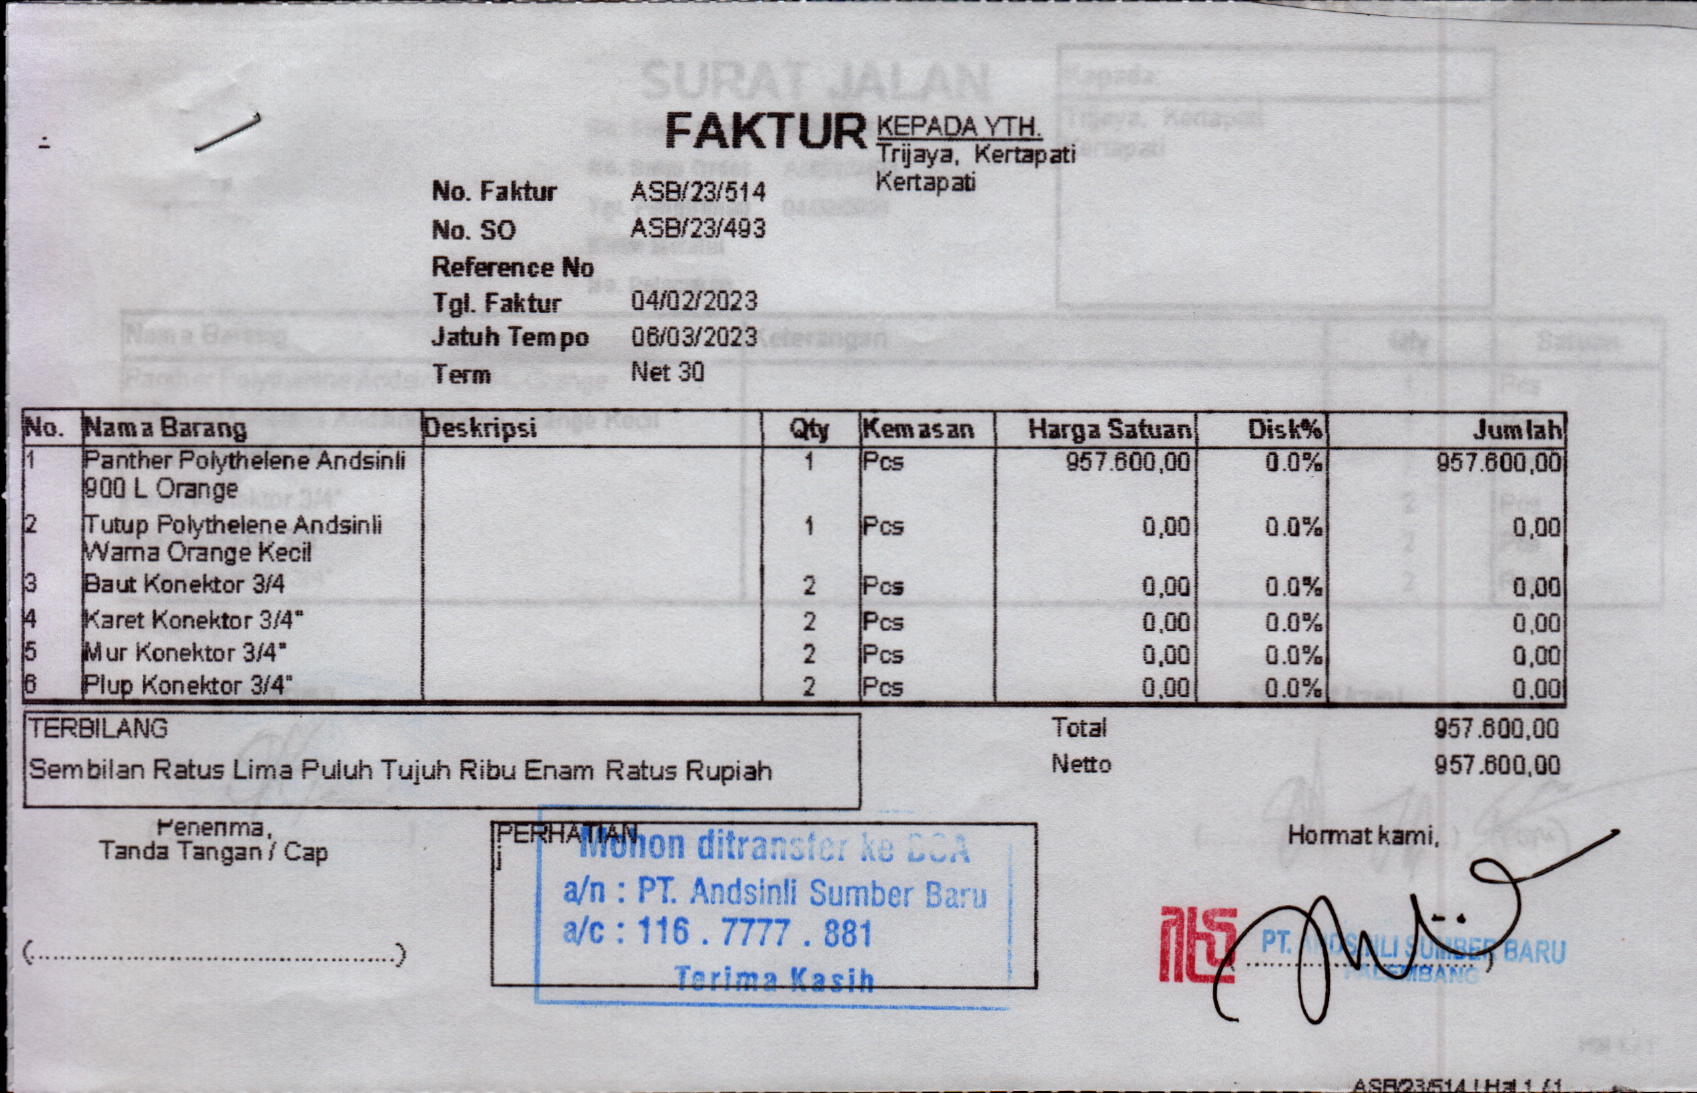 SURAT JALAN
Kepada
FAKTUR
KEPADA YTH.
Trijaya, Kertapati
Kertapati
No. Faktur ASB/23/514
No. SO ASB/23/493
Reference No
Tgl. Faktur 04/02/2023
Jatuh Tempo 06/03/2023
Term Net 30
No. Nama Barang Deskripsi Qty Kemasan Harga Satuan Disk% Jumlah
1 Panther Polythelene Andsinli 1 Pcs 957.600,00 0.0% 957.600,00
900 L Orange
2 Tutup Polythelene Andsinli 1 Pcs 0,00 0.0% 0,00
Warna Orange Kecil
3 Baut Konektor 3/4 2 Pcs 0,00 0.0% 0,00
4 Karet Konektor 3/4" 2 Pcs 0,00 0.0% 0,00
5 Mur Konektor 3/4" 2 Pcs 0,00 0.0% 0,00
6 Plup Konektor 3/4" 2 Pcs 0,00 0.0% 0.00
TERBILANG
Sembilan Ratus Lima Puluh Tujuh Ribu Enam Ratus Rupiah
Total 957.600,00
Netto 957.600,00
Penerima,
Tanda Tangan / Cap
(..........................................)
PERHATIAN
j
Mohon ditransfer ke BCA
a/n : PT. Andsinli Sumber Baru
a/c : 116 . 7777 . 881
Terima Kasih
Hormat kami,
PT. ANDSINLI SUMBER BARU
PALEMBANG
ASB/23/514 / Hal 1 / 1